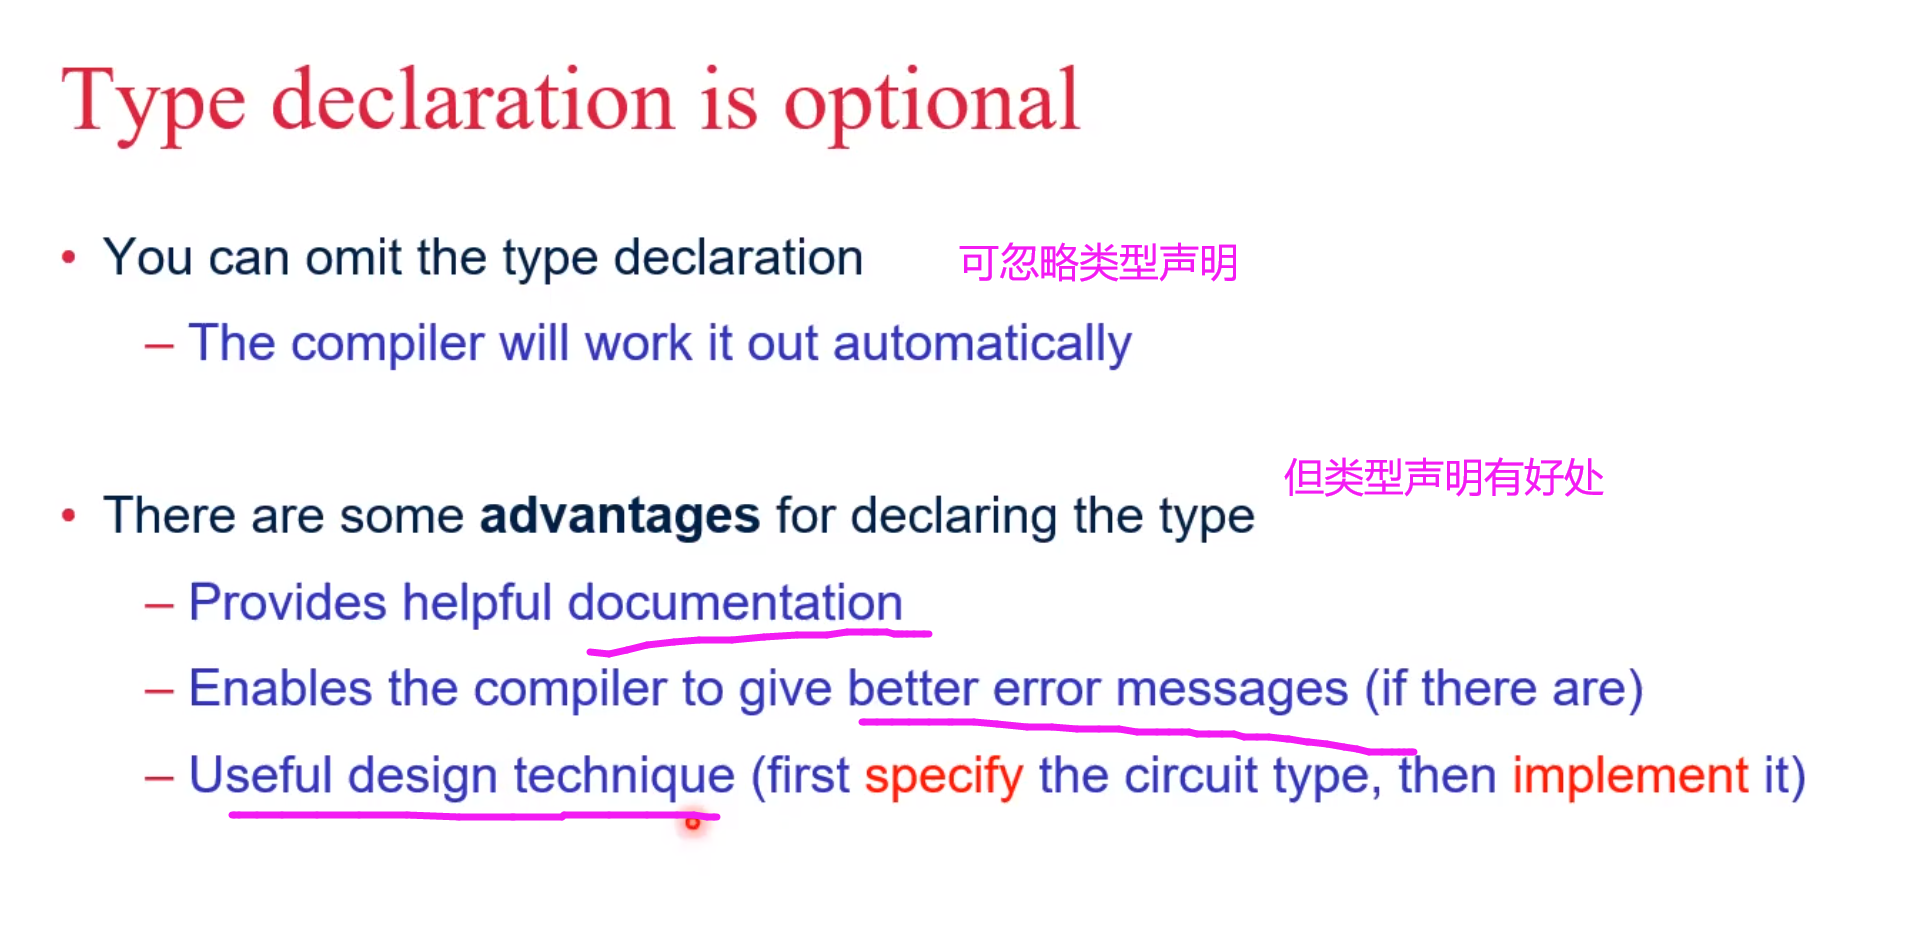 Type declaration is optional
• You can omit the type declaration 可忽略类型声明
– The compiler will work it out automatically
但类型声明有好处
• There are some advantages for declaring the type
– Provides helpful documentation
– Enables the compiler to give better error messages (if there are)
– Useful design technique (first specify the circuit type, then implement it)